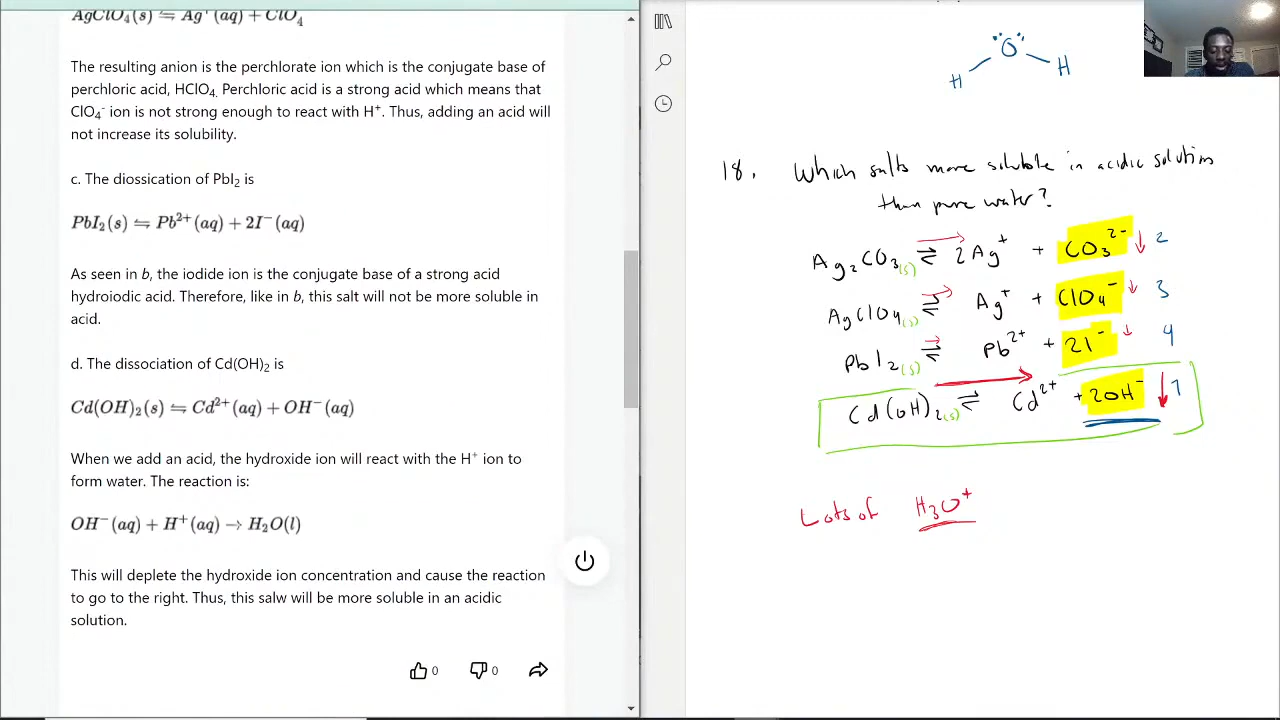 AgClO₄(s) ⇋ Ag⁺(aq) + ClO₄
The resulting anion is the perchlorate ion which is the conjugate base of
perchloric acid, HClO₄. Perchloric acid is a strong acid which means that
ClO₄⁻ ion is not strong enough to react with H⁺. Thus, adding an acid will
not increase its solubility.
c. The diossication of PbI₂ is
PbI₂(s) ⇋ Pb²⁺(aq) + 2I⁻(aq)
As seen in b, the iodide ion is the conjugate base of a strong acid
hydroiodic acid. Therefore, like in b, this salt will not be more soluble in
acid.
d. The dissociation of Cd(OH)₂ is
Cd(OH)₂(s) ⇋ Cd²⁺(aq) + OH⁻(aq)
When we add an acid, the hydroxide ion will react with the H⁺ ion to
form water. The reaction is:
OH⁻(aq) + H⁺(aq) → H₂O(l)
This will deplete the hydroxide ion concentration and cause the reaction
to go to the right. Thus, this salw will be more soluble in an acidic
solution.
0 0
O
H H
18. Which salts more soluble in acidic solution
than pure water?
Ag₂CO₃(s) ⇌ 2Ag⁺ + CO₃²⁻ ↓ 2
AgClO₄(s) ⇌ Ag⁺ + ClO₄⁻ ↓ 3
PbI₂(s) ⇌ Pb²⁺ + 2I⁻ ↓ 4
Cd(OH)₂(s) ⇌ Cd²⁺ + 2OH⁻ ↓ 1
Lots of H₃O⁺